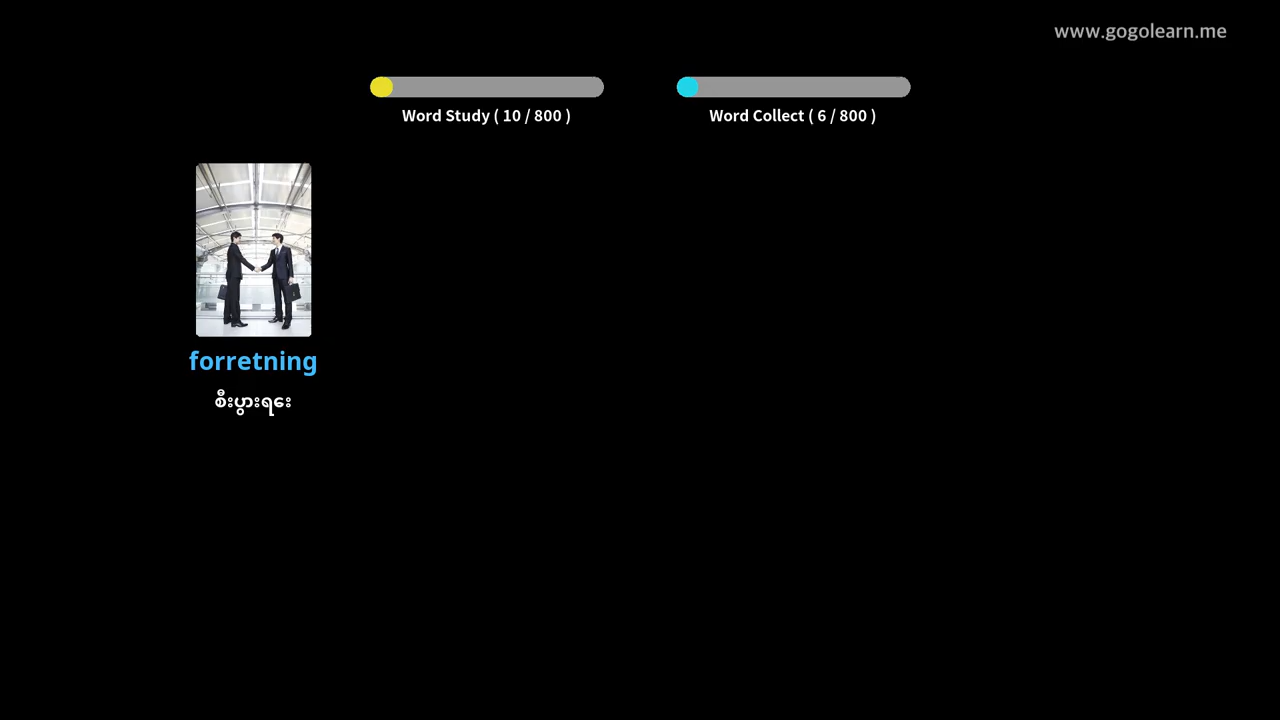 www.gogolearn.me
Word Study ( 10 / 800 )
Word Collect ( 6 / 800 )
forretning
စီးပွားရေး